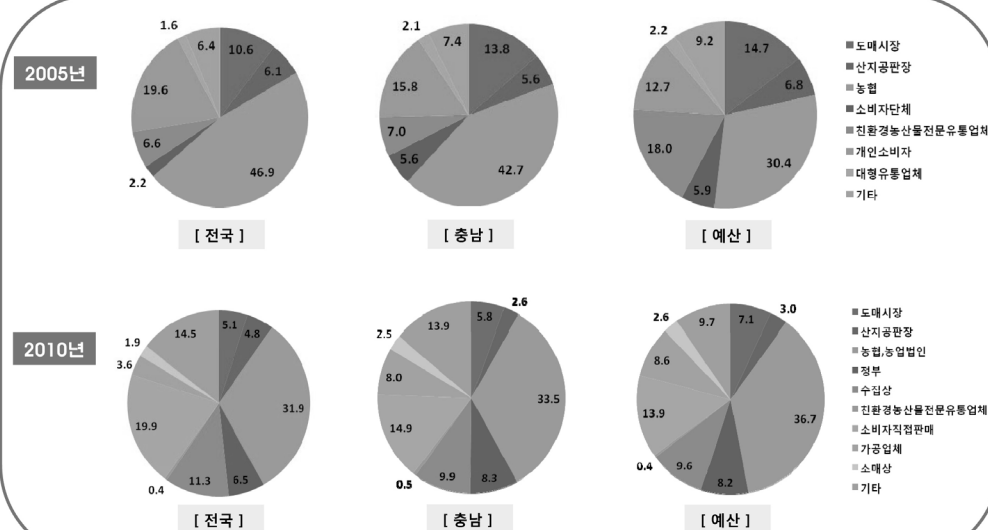 2005년
10.6
6.1
46.9
2.2
6.6
19.6
1.6
6.4
[ 전국 ]
13.8
5.6
42.7
5.6
7.0
15.8
2.1
7.4
[ 충남 ]
14.7
6.8
30.4
5.9
18.0
12.7
2.2
9.2
[ 예산 ]
도매시장
산지공판장
농협
소비자단체
친환경농산물전문유통업체
개인소비자
대형유통업체
기타
2010년
5.1
4.8
31.9
6.5
11.3
0.4
19.9
3.6
1.9
14.5
[ 전국 ]
5.8
2.6
33.5
8.3
9.9
0.5
14.9
8.0
2.5
13.9
[ 충남 ]
7.1
3.0
36.7
8.2
9.6
0.4
13.9
8.6
2.6
9.7
[ 예산 ]
도매시장
산지공판장
농협,농업법인
정부
수집상
친환경농산물전문유통업체
소비자직접판매
가공업체
소매상
기타